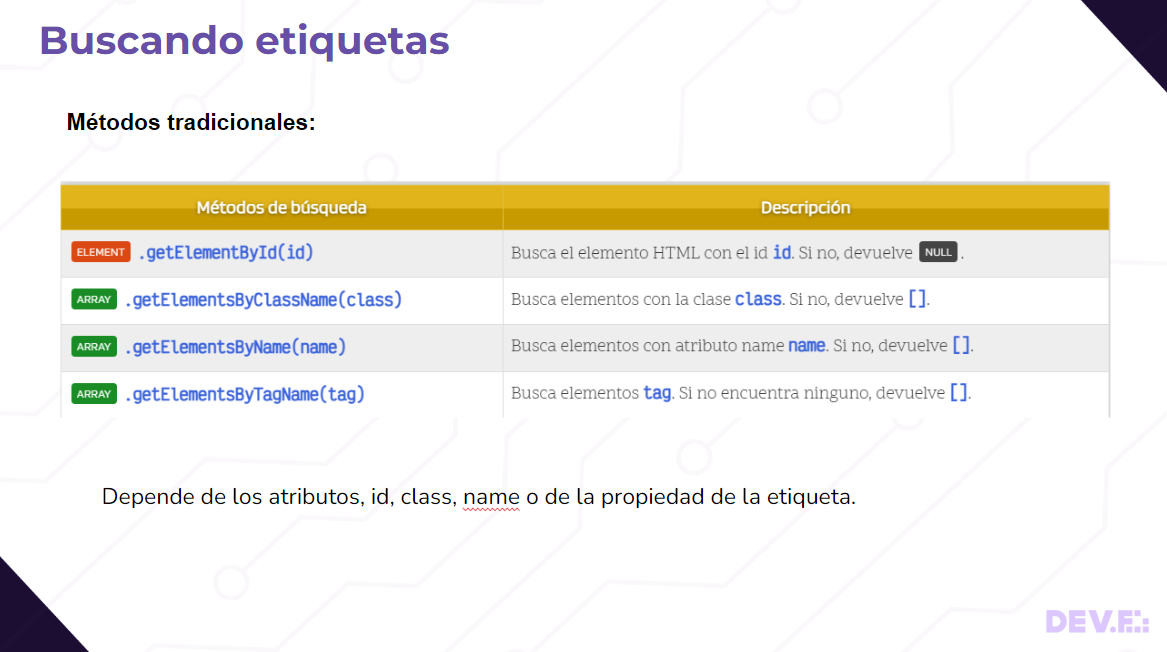 Buscando etiquetas
Métodos tradicionales:
Métodos de búsqueda Descripción
ELEMENT .getElementById(id) Busca el elemento HTML con el id id. Si no, devuelve NULL .
ARRAY .getElementsByClassName(class) Busca elementos con la clase class. Si no, devuelve [].
ARRAY .getElementsByName(name) Busca elementos con atributo name name. Si no, devuelve [].
ARRAY .getElementsByTagName(tag) Busca elementos tag. Si no encuentra ninguno, devuelve [].
Depende de los atributos, id, class, name o de la propiedad de la etiqueta.
DEV.F.: